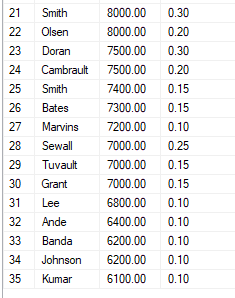 21 Smith 8000.00 0.30
22 Olsen 8000.00 0.20
23 Doran 7500.00 0.30
24 Cambrault 7500.00 0.20
25 Smith 7400.00 0.15
26 Bates 7300.00 0.15
27 Marvins 7200.00 0.10
28 Sewall 7000.00 0.25
29 Tuvault 7000.00 0.15
30 Grant 7000.00 0.15
31 Lee 6800.00 0.10
32 Ande 6400.00 0.10
33 Banda 6200.00 0.10
34 Johnson 6200.00 0.10
35 Kumar 6100.00 0.10